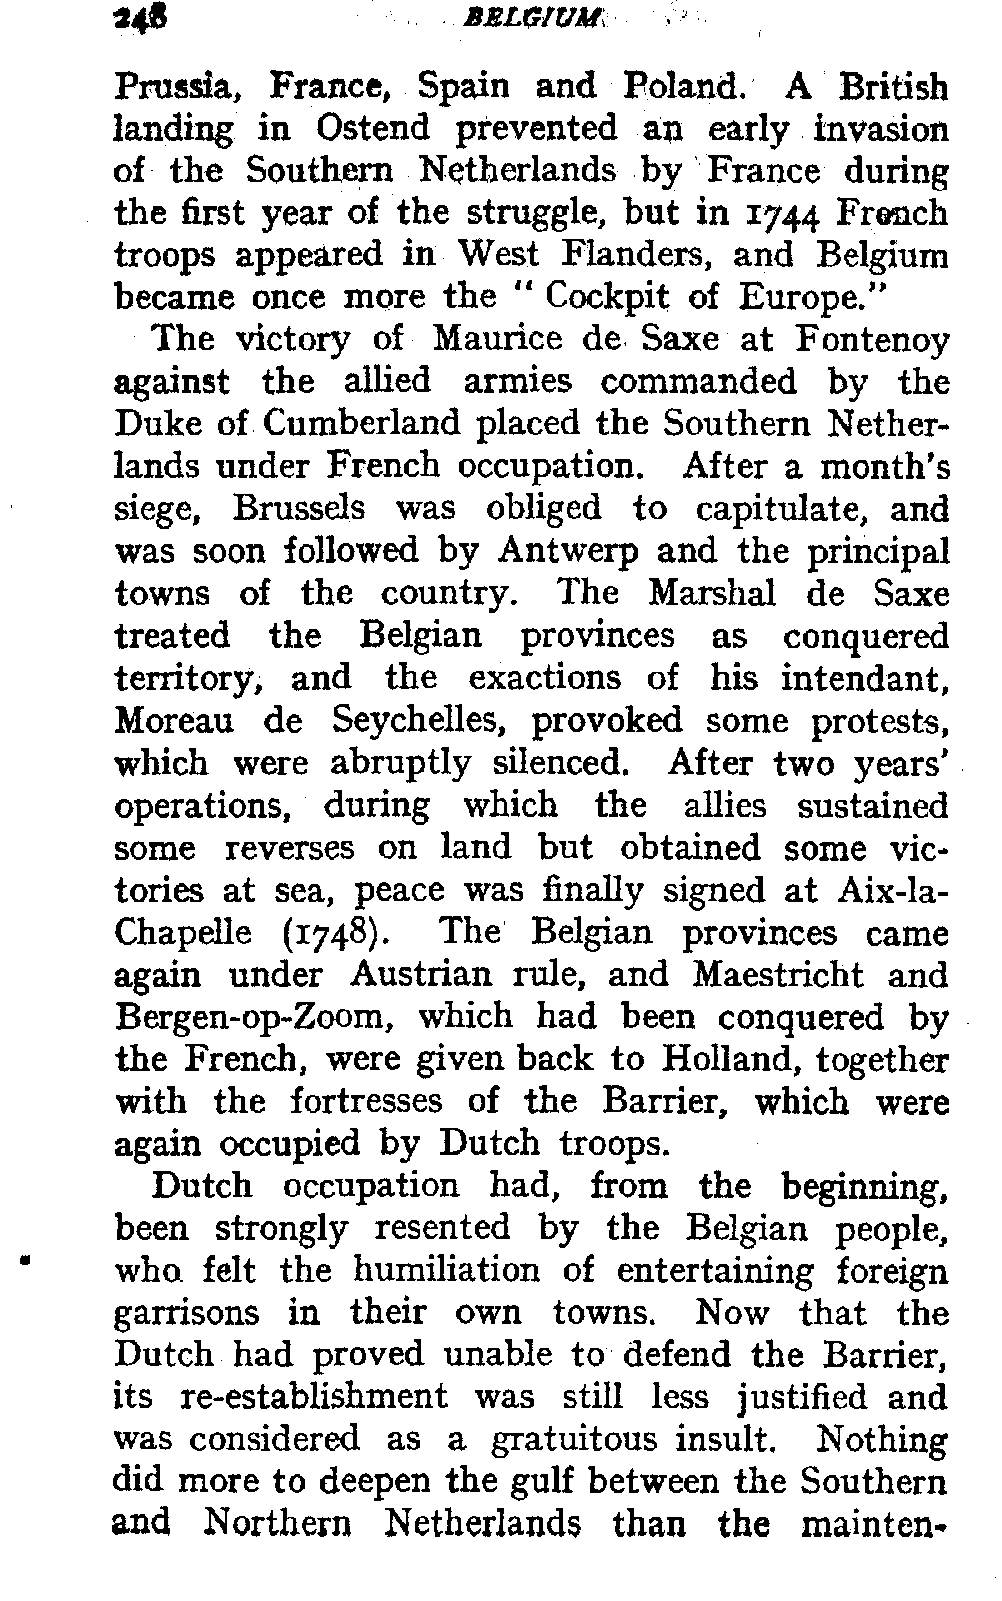 248 BELGIUM
Prussia, France, Spain and Poland. A British
landing in Ostend prevented an early invasion
of the Southern Netherlands by France during
the first year of the struggle, but in 1744 French
troops appeared in West Flanders, and Belgium
became once more the " Cockpit of Europe."
The victory of Maurice de Saxe at Fontenoy
against the allied armies commanded by the
Duke of Cumberland placed the Southern Nether-
lands under French occupation. After a month's
siege, Brussels was obliged to capitulate, and
was soon followed by Antwerp and the principal
towns of the country. The Marshal de Saxe
treated the Belgian provinces as conquered
territory, and the exactions of his intendant,
Moreau de Seychelles, provoked some protests,
which were abruptly silenced. After two years'
operations, during which the allies sustained
some reverses on land but obtained some vic-
tories at sea, peace was finally signed at Aix-la-
Chapelle (1748). The Belgian provinces came
again under Austrian rule, and Maestricht and
Bergen-op-Zoom, which had been conquered by
the French, were given back to Holland, together
with the fortresses of the Barrier, which were
again occupied by Dutch troops.
Dutch occupation had, from the beginning,
been strongly resented by the Belgian people,
who felt the humiliation of entertaining foreign
garrisons in their own towns. Now that the
Dutch had proved unable to defend the Barrier,
its re-establishment was still less justified and
was considered as a gratuitous insult. Nothing
did more to deepen the gulf between the Southern
and Northern Netherlands than the mainten-